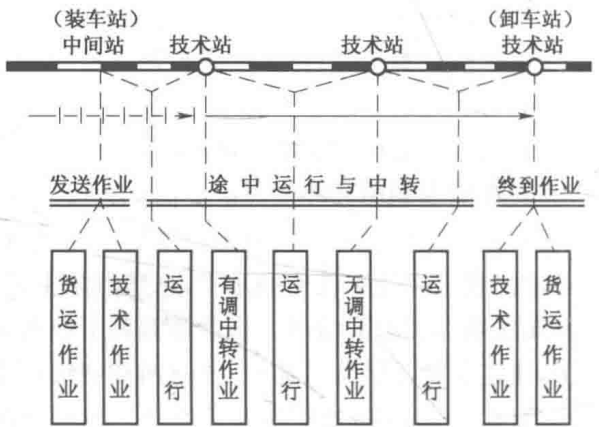 （装车站）
（卸车站）
中间站
技术站
技术站
技术站
发送作业
途中运行与中转
终到作业
货运作业
技术作业
运行
有调中转作业
运行
无调中转作业
运行
技术作业
货运作业